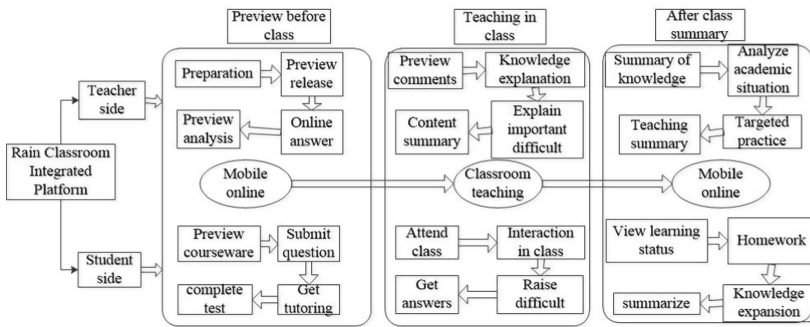 Preview before
class
Teaching in
class
After class
summary
Rain Classroom
Integrated
Platform
Teacher
side
Student
side
Preparation
Preview
release
Preview
analysis
Online
answer
Mobile
online
Preview
courseware
Submit
question
complete
test
Get
tutoring
Preview
comments
Knowledge
explanation
Content
summary
Explain
important
difficult
Classroom
teaching
Attend
class
Interaction
in class
Get
answers
Raise
difficult
Summary of
knowledge
Analyze
academic
situation
Teaching
summary
Targeted
practice
Mobile
online
View learning
status
Homework
summarize
Knowledge
expansion